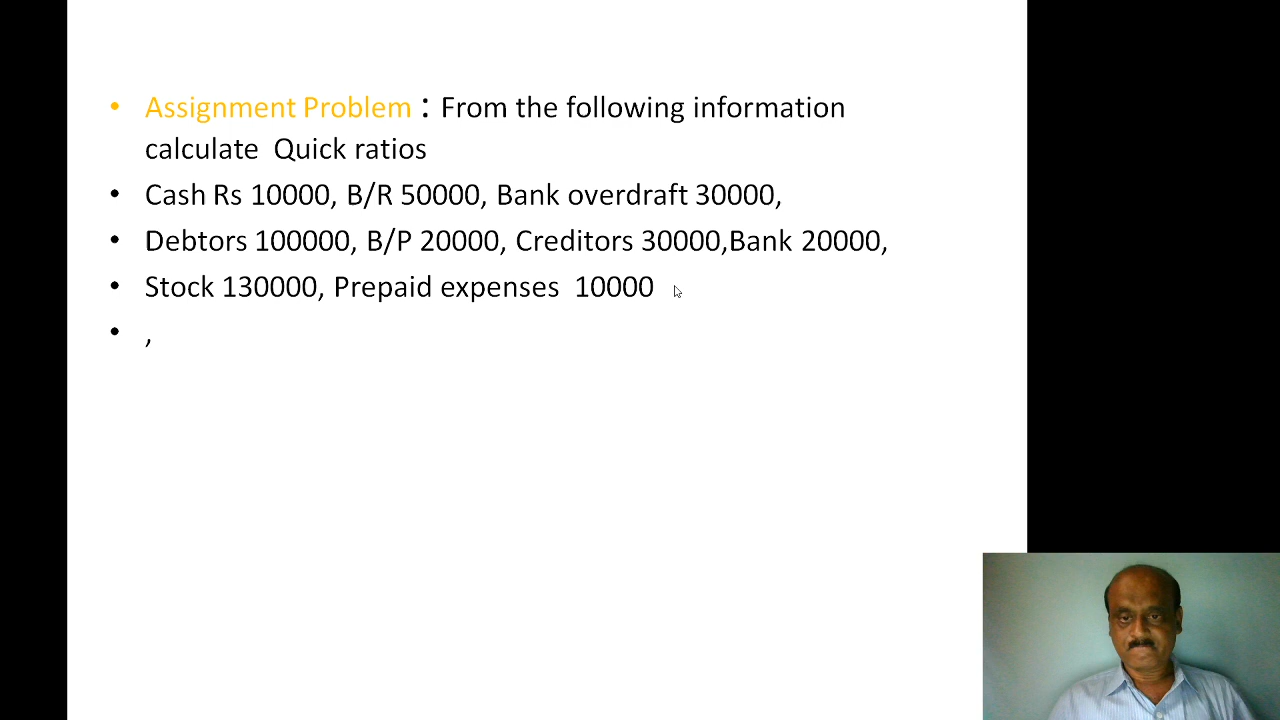 • Assignment Problem : From the following information
calculate Quick ratios
• Cash Rs 10000, B/R 50000, Bank overdraft 30000,
• Debtors 100000, B/P 20000, Creditors 30000,Bank 20000,
• Stock 130000, Prepaid expenses 10000
• ,